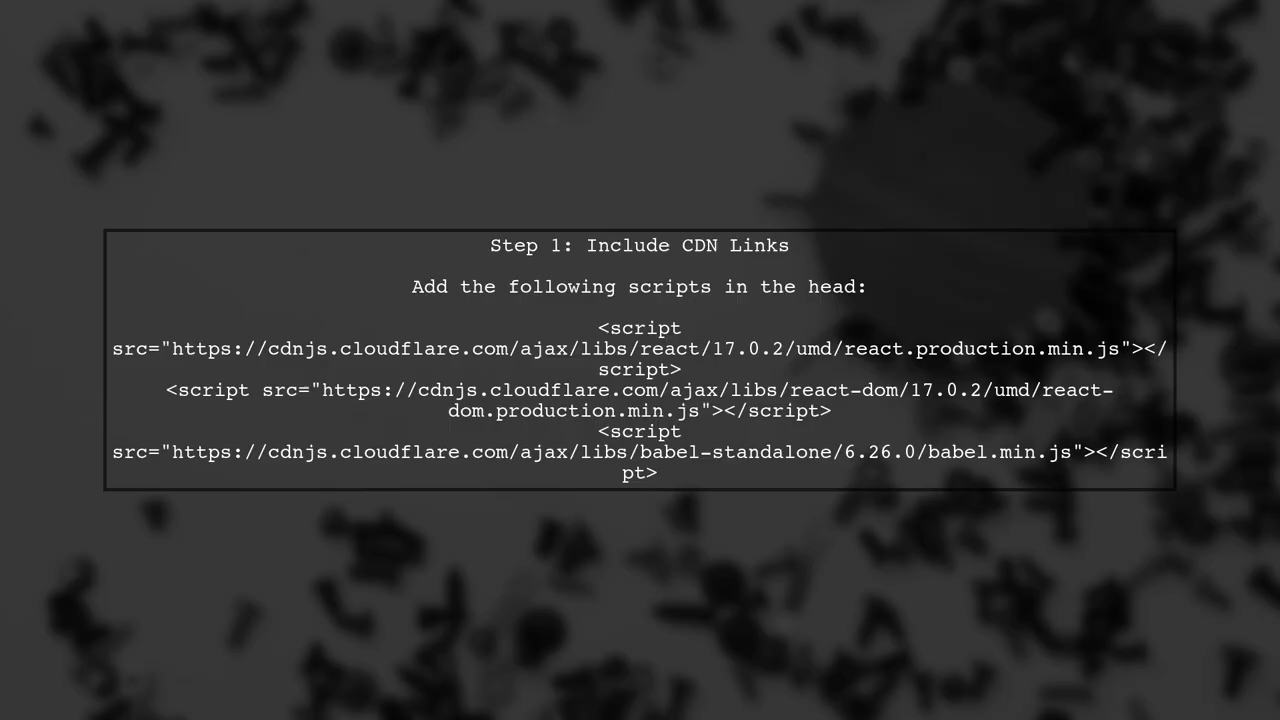 Step 1: Include CDN Links
Add the following scripts in the head:
<script
src="https://cdnjs.cloudflare.com/ajax/libs/react/17.0.2/umd/react.production.min.js"></
script>
<script src="https://cdnjs.cloudflare.com/ajax/libs/react-dom/17.0.2/umd/react-
dom.production.min.js"></script>
<script
src="https://cdnjs.cloudflare.com/ajax/libs/babel-standalone/6.26.0/babel.min.js"></scri
pt>